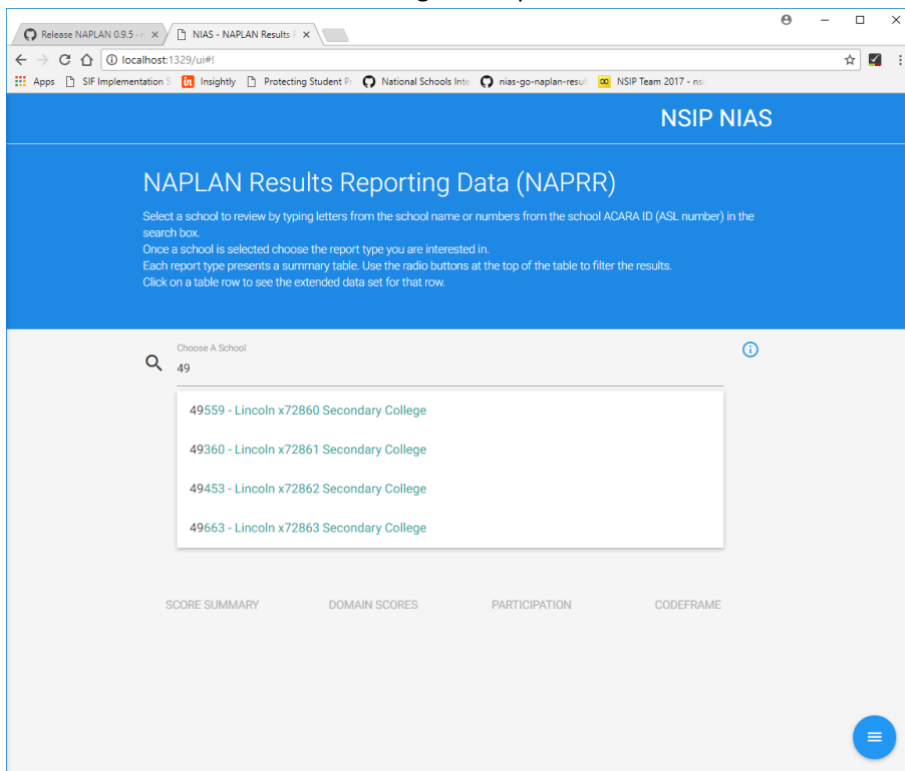 Release NAPLAN 0.9.5
NIAS - NAPLAN Results
localhost:1329/ui#!
Apps SIF Implementation S Insightly Protecting Student P National Schools Inte nias-go-naplan-resul NSIP Team 2017 - nsi
NSIP NIAS
NAPLAN Results Reporting Data (NAPRR)
Select a school to review by typing letters from the school name or numbers from the school ACARA ID (ASL number) in the
search box.
Once a school is selected choose the report type you are interested in.
Each report type presents a summary table. Use the radio buttons at the top of the table to filter the results.
Click on a table row to see the extended data set for that row.
Choose A School
49
49559 - Lincoln x72860 Secondary College
49360 - Lincoln x72861 Secondary College
49453 - Lincoln x72862 Secondary College
49663 - Lincoln x72863 Secondary College
SCORE SUMMARY DOMAIN SCORES PARTICIPATION CODEFRAME